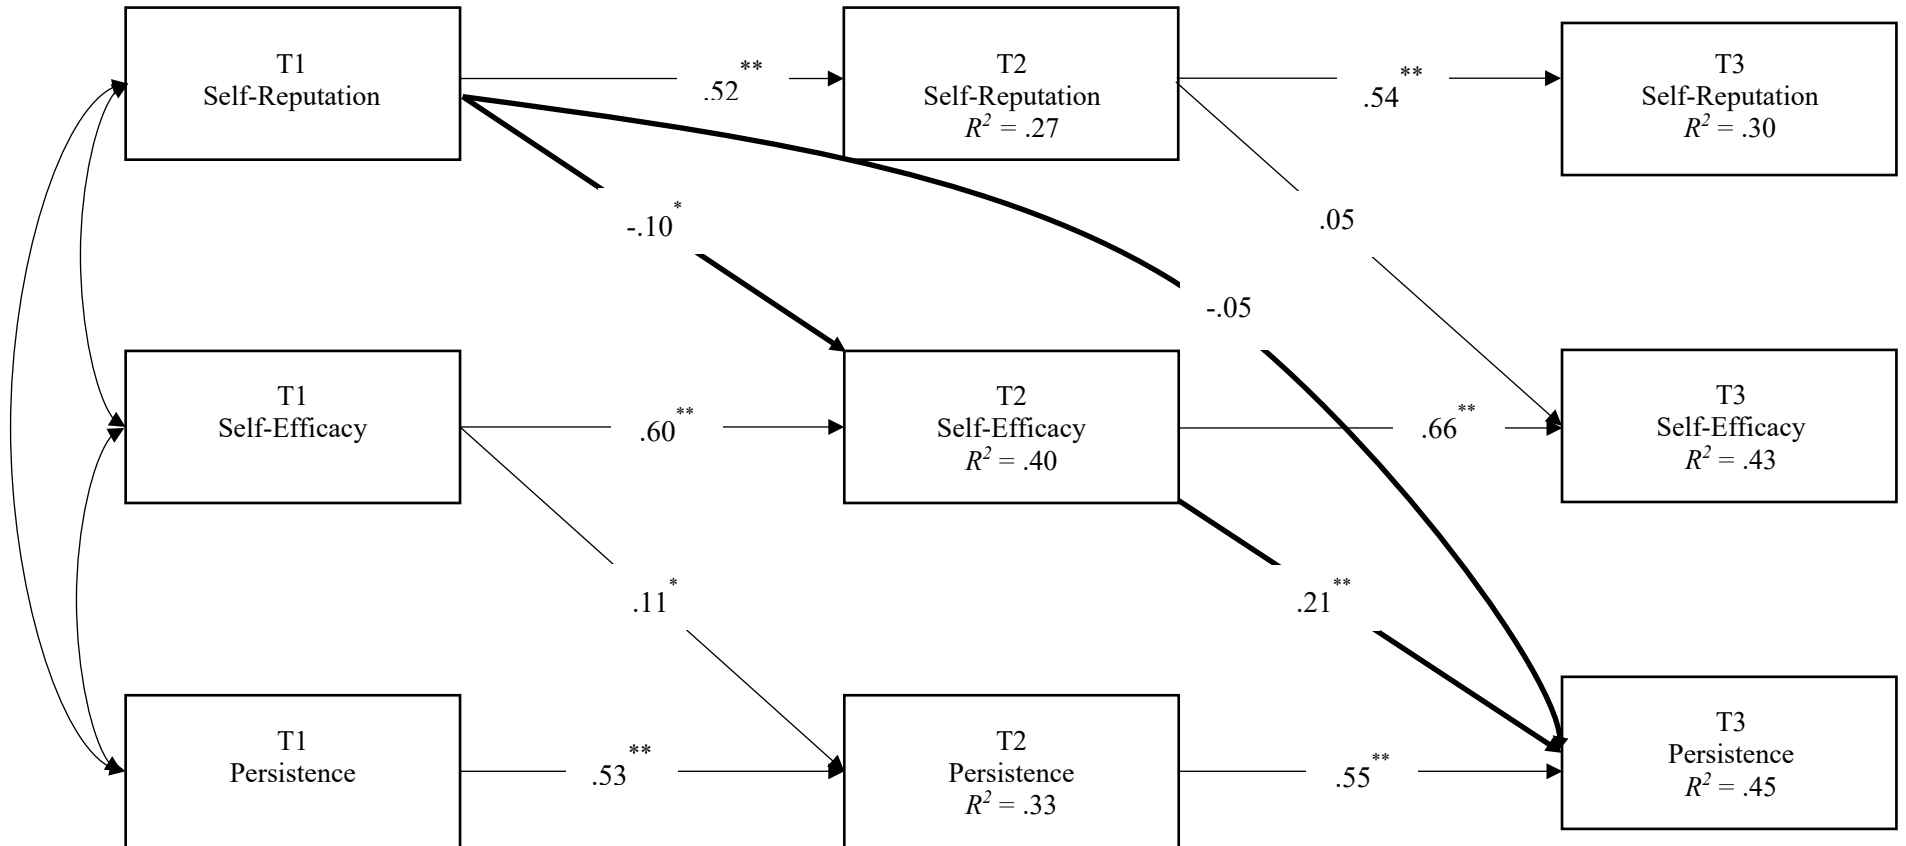 T1
Self-Reputation
.52**
T2
Self-Reputation
R² = .27
.54**
T3
Self-Reputation
R² = .30
-.10*
.05
-.05
T1
Self-Efficacy
.60**
T2
Self-Efficacy
R² = .40
.66**
T3
Self-Efficacy
R² = .43
.11*
.21**
T1
Persistence
.53**
T2
Persistence
R² = .33
.55**
T3
Persistence
R² = .45